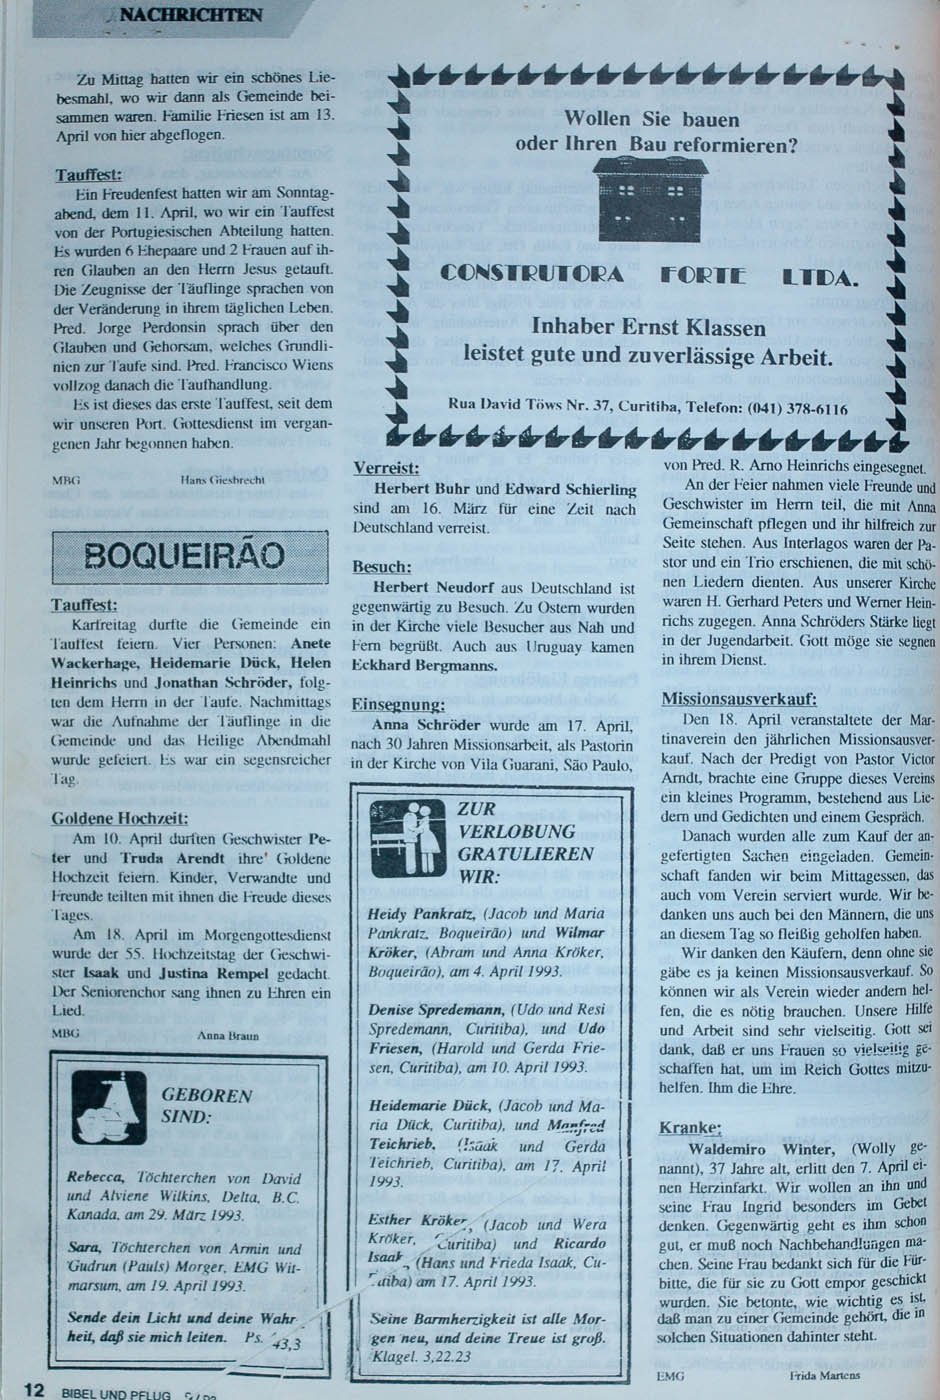 NACHRICHTEN
Zu Mittag hatten wir ein schönes Lie-
besmahl, wo wir dann als Gemeinde bei-
sammen waren. Familie Friesen ist am 13.
April von hier abgeflogen.
Tauffest:
Ein Freudenfest hatten wir am Sonntag-
abend, dem 11. April, wo wir ein Tauffest
von der Portugiesischen Abteilung hatten.
Es wurden 6 Ehepaare und 2 Frauen auf ih-
ren Glauben an den Herrn Jesus getauft.
Die Zeugnisse der Täuflinge sprachen von
der Veränderung in ihrem täglichen Leben.
Pred. Jorge Perdonsin sprach über den
Glauben und Gehorsam, welches Grundli-
nien zur Taufe sind. Pred. Francisco Wiens
vollzog danach die Taufhandlung.
Es ist dieses das erste Tauffest, seit dem
wir unseren Port. Gottesdienst im vergan-
genen Jahr begonnen haben.
MBG Hans Giesbrecht
BOQUEIRÃO
Tauffest:
Karfreitag durfte die Gemeinde ein
Tauffest feiern. Vier Personen: Anete
Wackerhage, Heidemarie Dück, Helen
Heinrichs und Jonathan Schröder, folg-
ten dem Herrn in der Taufe. Nachmittags
war die Aufnahme der Täuflinge in die
Gemeinde und das Heilige Abendmahl
wurde gefeiert. Es war ein segensreicher
Tag.
Goldene Hochzeit:
Am 10. April durften Geschwister Pe-
ter und Truda Arendt ihre Goldene
Hochzeit feiern. Kinder, Verwandte und
Freunde teilten mit ihnen die Freude dieses
Tages.
Am 18. April im Morgengottesdienst
wurde der 55. Hochzeitstag der Geschwi-
ster Isaak und Justina Rempel gedacht.
Der Seniorenchor sang ihnen zu Ehren ein
Lied.
MBG Anna Braun
GEBOREN
SIND:
Rebecca, Töchterchen von David
und Alviene Wilkins, Delta, B.C.
Kanada, am 29. März 1993.
Sara, Töchterchen von Armin und
Gudrun (Pauls) Morger, EMG Wit-
marsum, am 19. April 1993.
Sende dein Licht und deine Wahr
heit, daß sie mich leiten. Ps. 43,3
Wollen Sie bauen
oder Ihren Bau reformieren?
CONSTRUTORA FORTE LTDA.
Inhaber Ernst Klassen
leistet gute und zuverlässige Arbeit.
Rua David Töws Nr. 37, Curitiba, Telefon: (041) 378-6116
Verreist:
Herbert Buhr und Edward Schierling
sind am 16. März für eine Zeit nach
Deutschland verreist.
Besuch:
Herbert Neudorf aus Deutschland ist
gegenwärtig zu Besuch. Zu Ostern wurden
in der Kirche viele Besucher aus Nah und
Fern begrüßt. Auch aus Uruguay kamen
Eckhard Bergmanns.
Einsegnung:
Anna Schröder wurde am 17. April,
nach 30 Jahren Missionsarbeit, als Pastorin
in der Kirche von Vila Guarani, São Paulo,
ZUR
VERLOBUNG
GRATULIEREN
WIR:
Heidy Pankratz, (Jacob und Maria
Pankratz, Boqueirão) und Wilmar
Kröker, (Abram und Anna Kröker,
Boqueirão), am 4. April 1993.
Denise Spredemann, (Udo und Resi
Spredemann, Curitiba), und Udo
Friesen, (Harold und Gerda Frie-
sen, Curitiba), am 10. April 1993.
Heidemarie Dück, (Jacob und Ma-
ria Dück, Curitiba), und Manfred
Teichrieb, (Isaak und Gerda
Teichrieb, Curitiba), am 17. April
1993.
Esther Kröker, (Jacob und Wera
Kröker, Curitiba) und Ricardo
Isaak, (Hans und Frieda Isaak, Cu-
ritiba) am 17. April 1993.
Seine Barmherzigkeit ist alle Mor-
gen neu, und deine Treue ist groß.
Klagel. 3,22.23
von Pred. R. Arno Heinrichs eingesegnet.
An der Feier nahmen viele Freunde und
Geschwister im Herrn teil, die mit Anna
Gemeinschaft pflegen und ihr hilfreich zur
Seite stehen. Aus Interlagos waren der Pa-
stor und ein Trio erschienen, die mit schö-
nen Liedern dienten. Aus unserer Kirche
waren H. Gerhard Peters und Werner Hein-
richs zugegen. Anna Schröders Stärke liegt
in der Jugendarbeit. Gott möge sie segnen
in ihrem Dienst.
Missionsausverkauf:
Den 18. April veranstaltete der Mar-
tinaverein den jährlichen Missionsausver-
kauf. Nach der Predigt von Pastor Victor
Arndt, brachte eine Gruppe dieses Vereins
ein kleines Programm, bestehend aus Lie-
dern und Gedichten und einem Gespräch.
Danach wurden alle zum Kauf der an-
gefertigten Sachen eingeladen. Gemein-
schaft fanden wir beim Mittagessen, das
auch vom Verein serviert wurde. Wir be-
danken uns auch bei den Männern, die uns
an diesem Tag so fleißig geholfen haben.
Wir danken den Käufern, denn ohne sie
gäbe es ja keinen Missionsausverkauf. So
können wir als Verein wieder andern hel-
fen, die es nötig brauchen. Unsere Hilfe
und Arbeit sind sehr vielseitig. Gott sei
dank, daß er uns Frauen so vielseitig ge-
schaffen hat, um im Reich Gottes mitzu-
helfen. Ihm die Ehre.
Kranke:
Waldemiro Winter, (Wolly ge-
nannt), 37 Jahre alt, erlitt den 7. April ei-
nen Herzinfarkt. Wir wollen an ihn und
seine Frau Ingrid besonders im Gebet
denken. Gegenwärtig geht es ihm schon
gut, er muß noch Nachbehandlungen ma-
chen. Seine Frau bedankt sich für die Für-
bitte, die für sie zu Gott empor geschickt
wurden. Sie betonte, wie wichtig es ist,
daß man zu einer Gemeinde gehört, die in
solchen Situationen dahinter steht.
EMG Frida Martens
12 BIBEL UND PFLUG